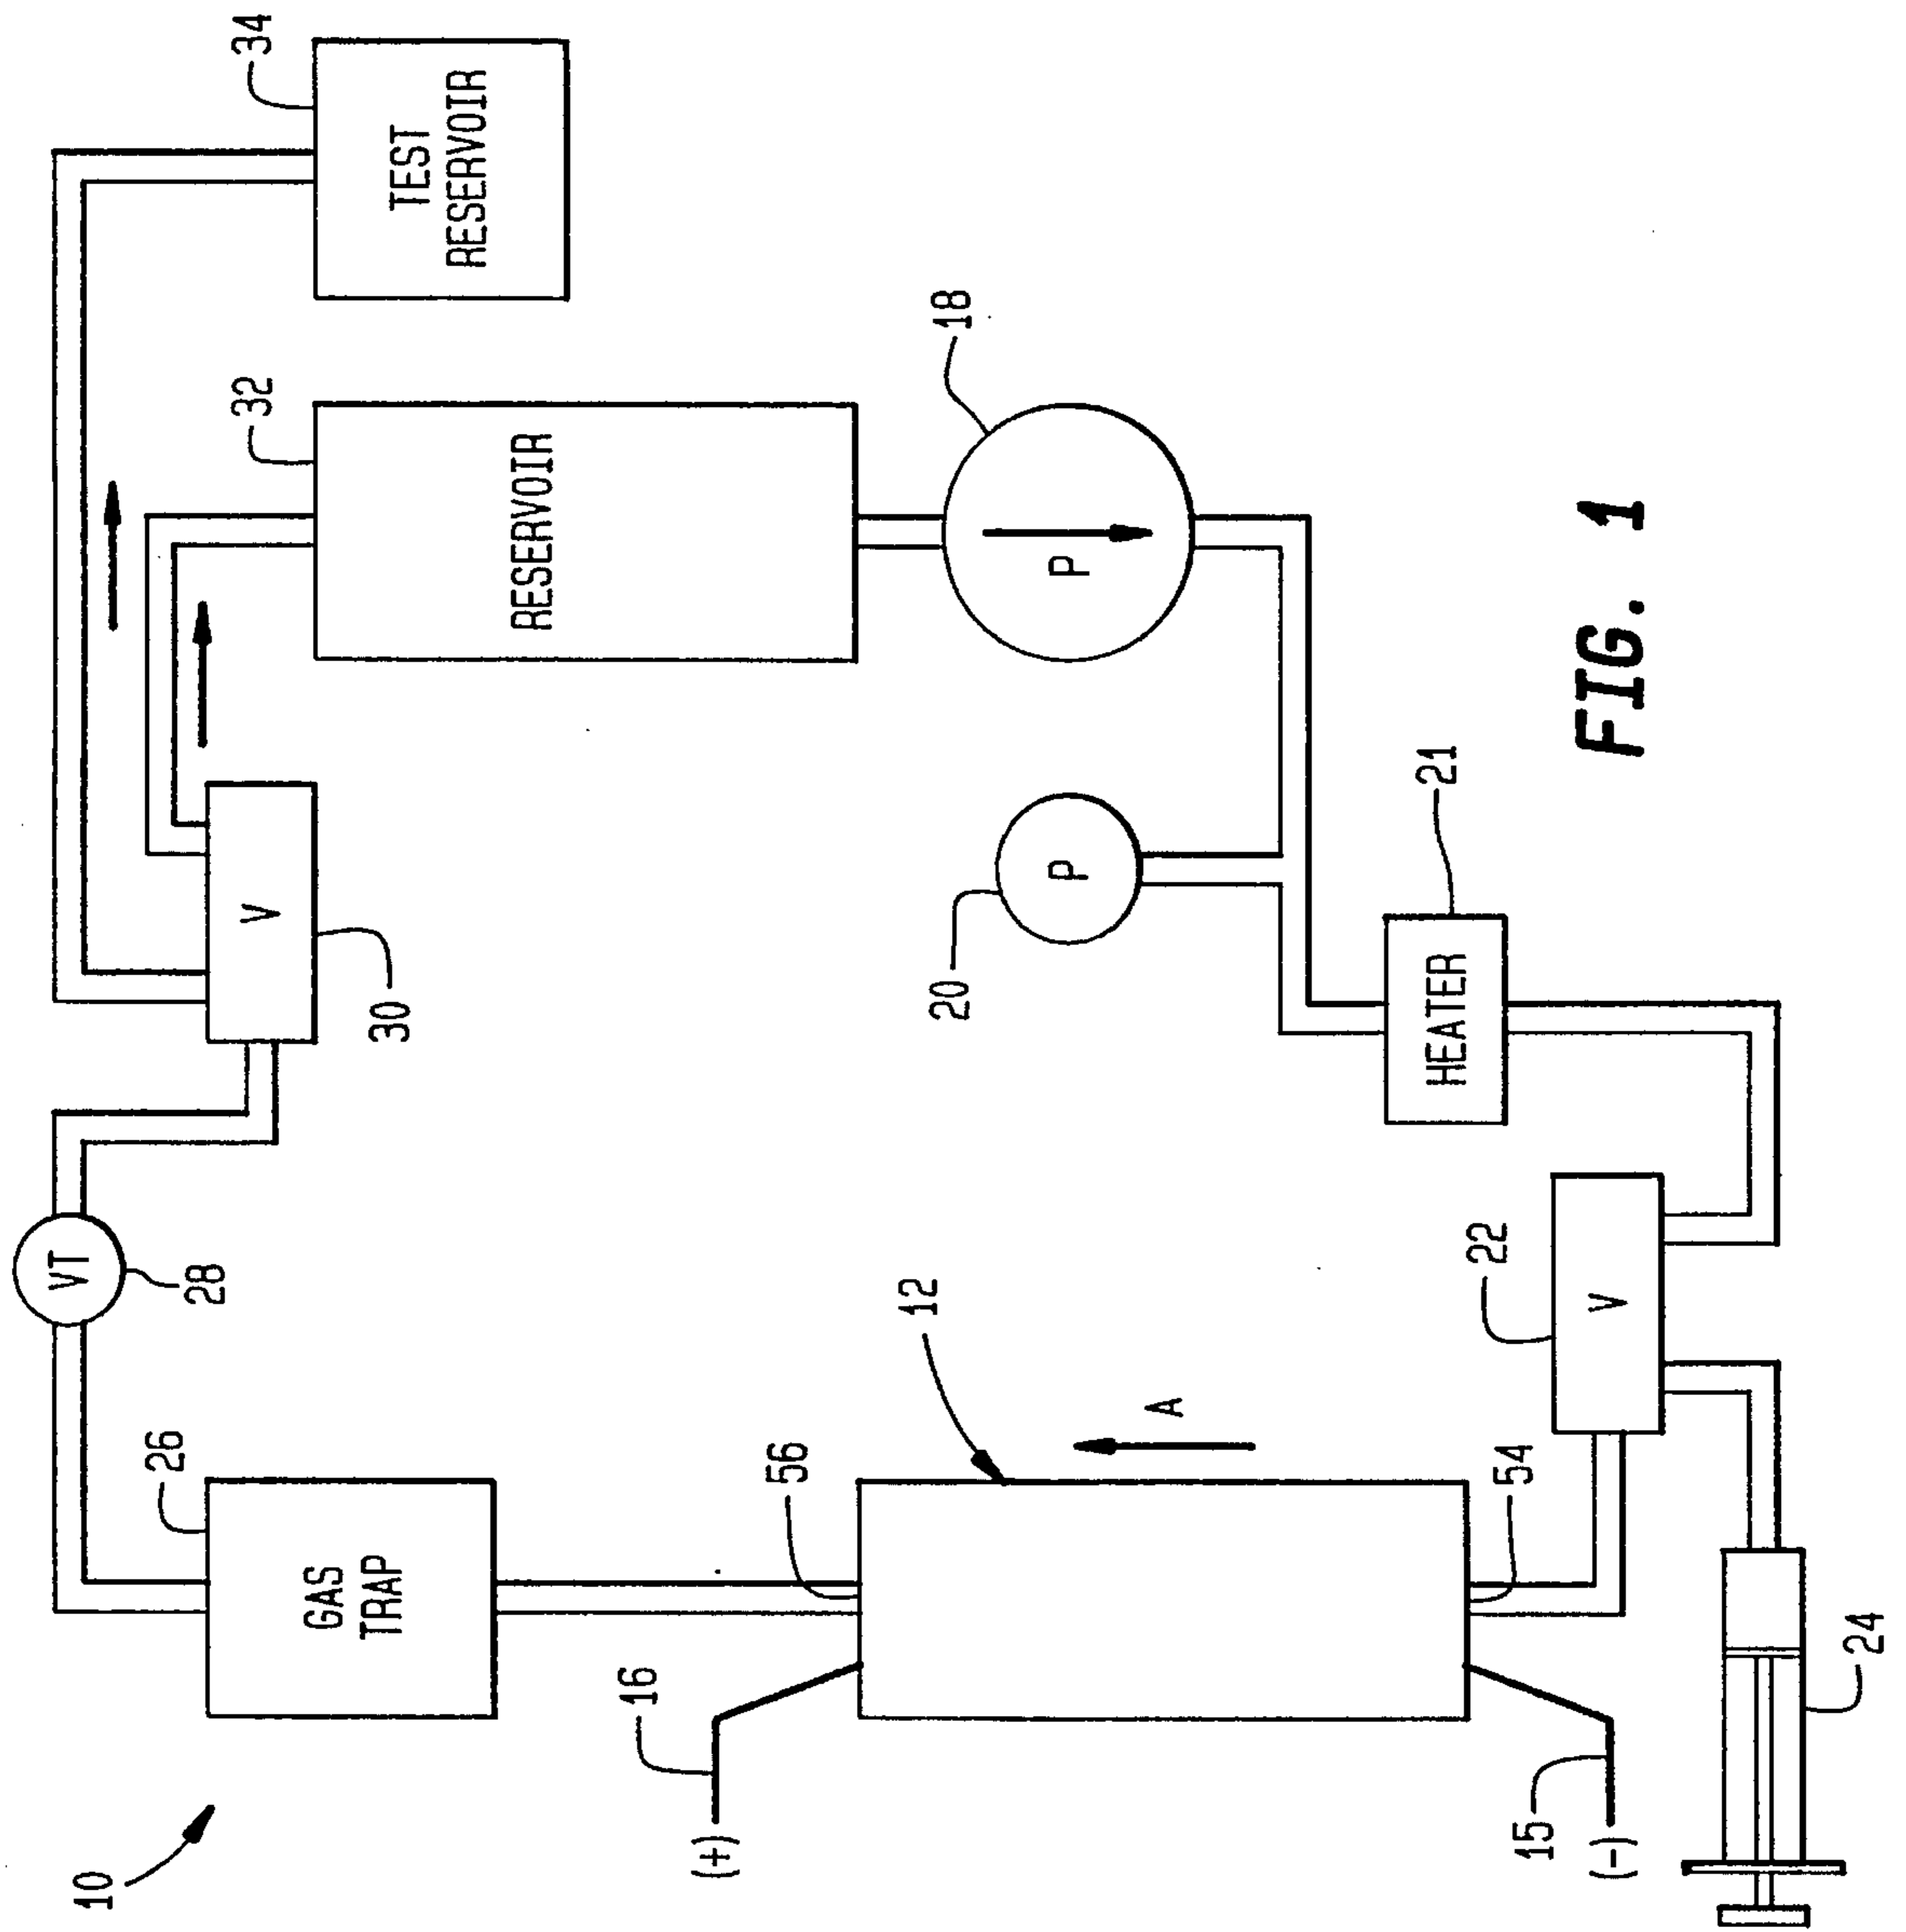 10
26
GAS
TRAP
VT
28
V
30
32
RESERVOIR
34
TEST
RESERVOIR
16
(+)
56
12
A
20
P
18
P
15
(-)
54
22
V
HEATER
21
24
FIG. 1